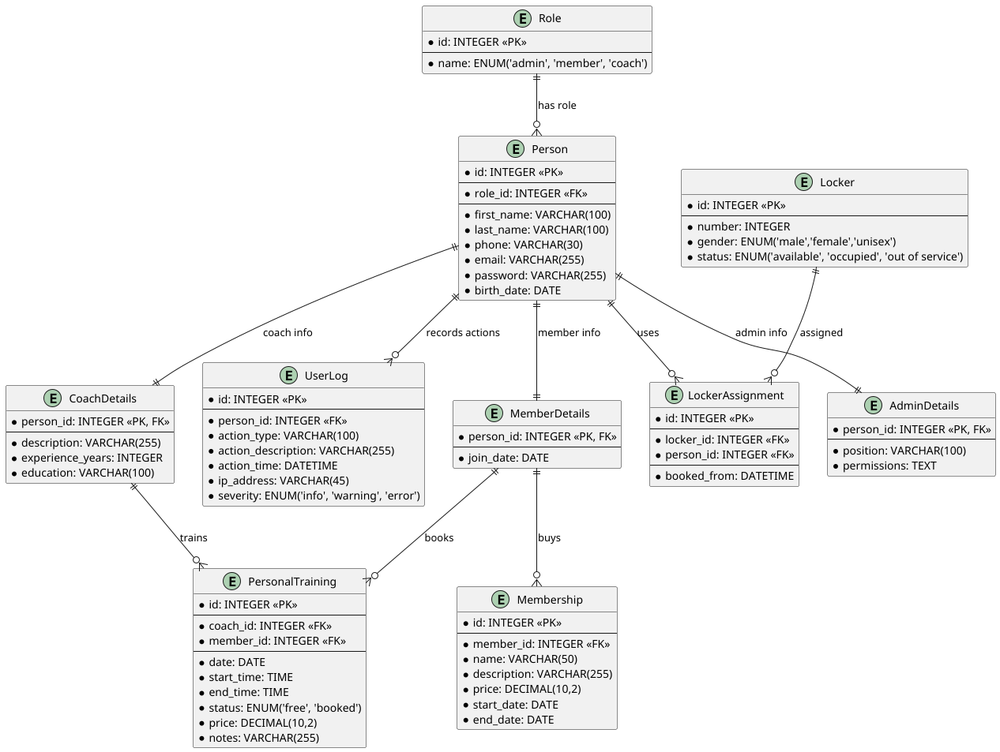 E Role
* id: INTEGER «PK»
* name: ENUM('admin', 'member', 'coach')
has role
E Person
* id: INTEGER «PK»
* role_id: INTEGER «FK»
* first_name: VARCHAR(100)
* last_name: VARCHAR(100)
* phone: VARCHAR(30)
* email: VARCHAR(255)
* password: VARCHAR(255)
* birth_date: DATE
E Locker
* id: INTEGER «PK»
* number: INTEGER
* gender: ENUM('male','female','unisex')
* status: ENUM('available', 'occupied', 'out of service')
coach info
records actions
member info
uses
admin info
assigned
E CoachDetails
* person_id: INTEGER «PK, FK»
* description: VARCHAR(255)
* experience_years: INTEGER
* education: VARCHAR(100)
E UserLog
* id: INTEGER «PK»
* person_id: INTEGER «FK»
* action_type: VARCHAR(100)
* action_description: VARCHAR(255)
* action_time: DATETIME
* ip_address: VARCHAR(45)
* severity: ENUM('info', 'warning', 'error')
E MemberDetails
* person_id: INTEGER «PK, FK»
* join_date: DATE
E LockerAssignment
* id: INTEGER «PK»
* locker_id: INTEGER «FK»
* person_id: INTEGER «FK»
* booked_from: DATETIME
E AdminDetails
* person_id: INTEGER «PK, FK»
* position: VARCHAR(100)
* permissions: TEXT
trains
books
buys
E PersonalTraining
* id: INTEGER «PK»
* coach_id: INTEGER «FK»
* member_id: INTEGER «FK»
* date: DATE
* start_time: TIME
* end_time: TIME
* status: ENUM('free', 'booked')
* price: DECIMAL(10,2)
* notes: VARCHAR(255)
E Membership
* id: INTEGER «PK»
* member_id: INTEGER «FK»
* name: VARCHAR(50)
* description: VARCHAR(255)
* price: DECIMAL(10,2)
* start_date: DATE
* end_date: DATE